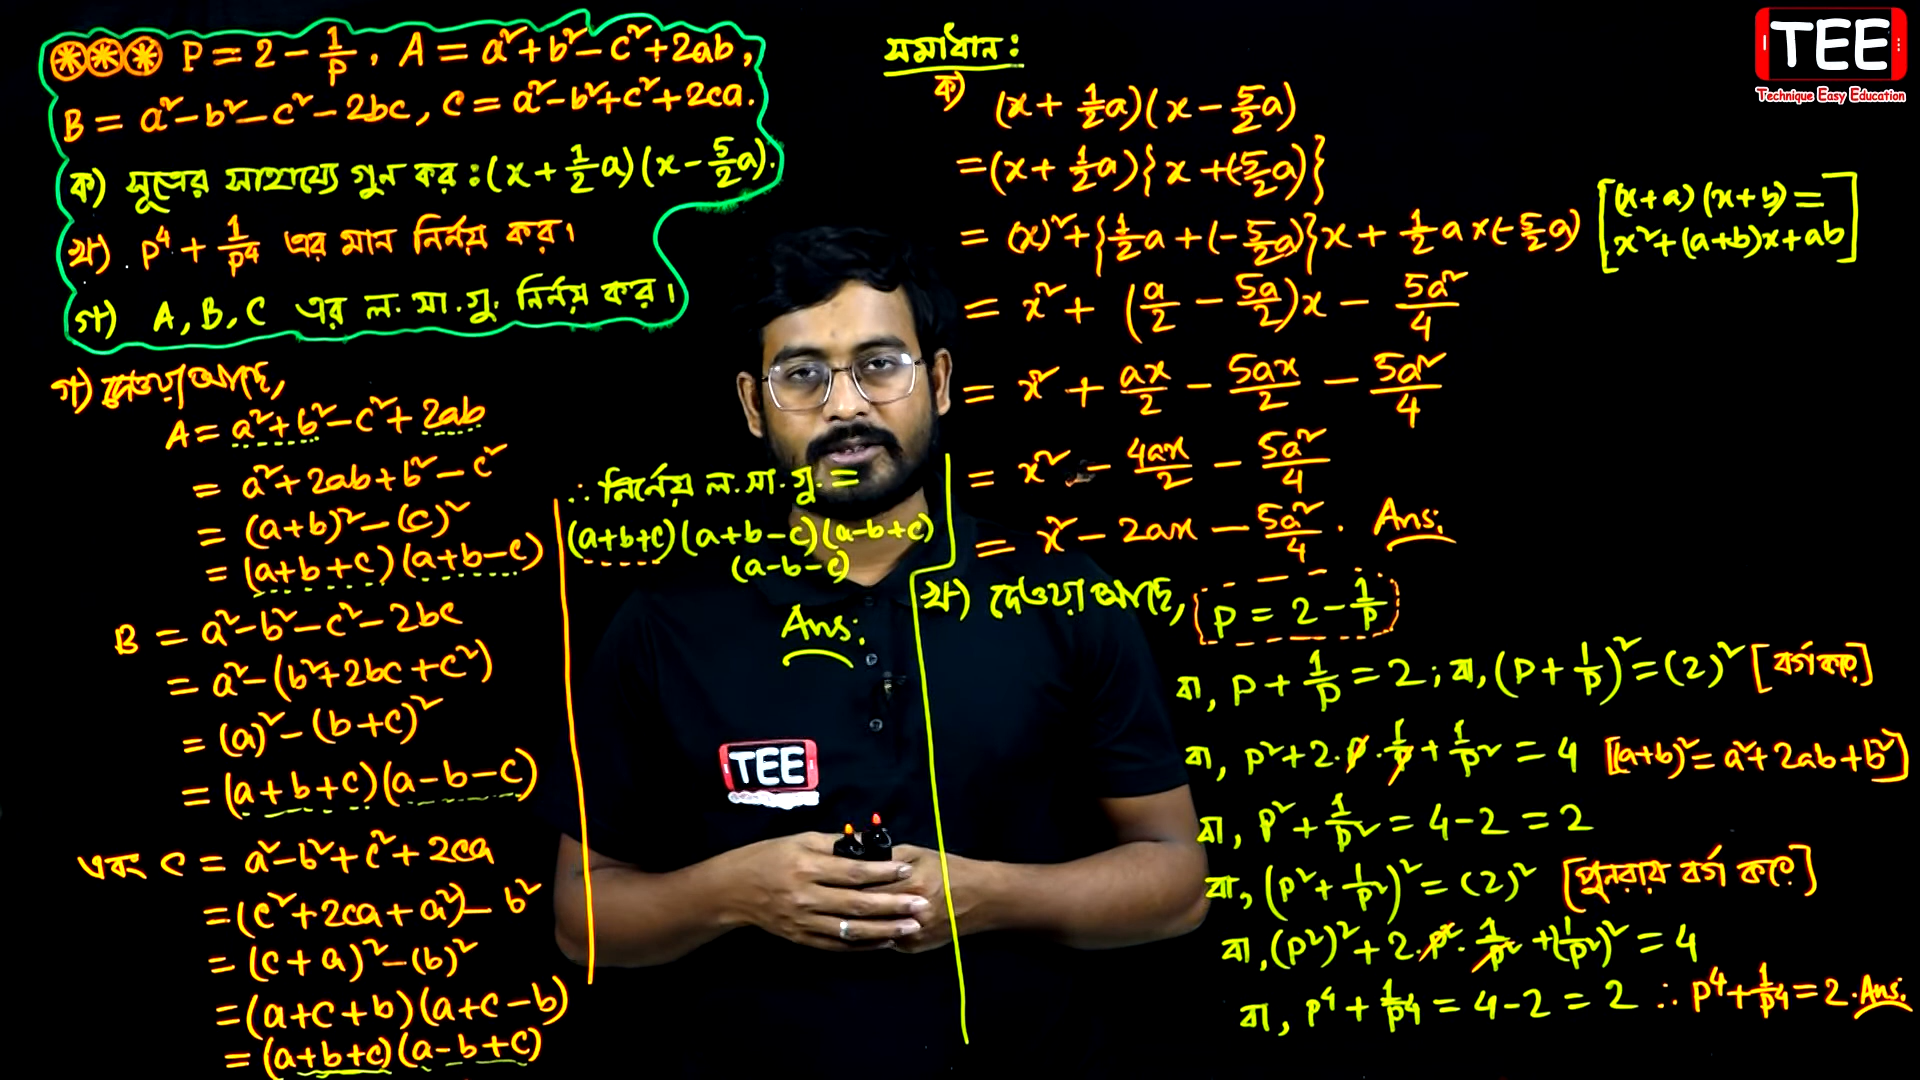 P = 2 - 1/P, A = a² + b² - c² + 2ab,
B = a² - b² - c² - 2bc, C = a² - b² + c² + 2ca.
ক) সূত্রের সাহায্যে গুন কর : (x + 1/2 a)(x - 5/2 a).
খ) P⁴ + 1/P⁴ এর মান নির্নয় কর।
গ) A, B, C এর ল. সা. গু. নির্নয় কর।
গ) দেওয়া আছে,
A = a² + b² - c² + 2ab
= a² + 2ab + b² - c²
= (a+b)² - (c)²
= (a+b+c)(a+b-c)
B = a² - b² - c² - 2bc
= a² - (b² + 2bc + c²)
= (a)² - (b+c)²
= (a+b+c)(a-b-c)
এবং C = a² - b² + c² + 2ca
= (c² + 2ca + a²) - b²
= (c+a)² - (b)²
= (a+c+b)(a+c-b)
= (a+b+c)(a-b+c)
∴ নির্নেয় ল. সা. গু. =
(a+b+c)(a+b-c)(a-b+c)
(a-b-c)
Ans:
TEE
সমাধান :
ক)
(x + 1/2 a)(x - 5/2 a)
= (x + 1/2 a){x + (-5/2 a)}
= (x)² + {1/2 a + (-5/2 a)}x + 1/2 a × (-5/2 a)
[(x+a)(x+b) =
x² + (a+b)x + ab]
= x² + (a/2 - 5a/2)x - 5a²/4
= x² + ax/2 - 5ax/2 - 5a²/4
= x² - 4ax/2 - 5a²/4
= x² - 2ax - 5a²/4 . Ans:
খ) দেওয়া আছে, P = 2 - 1/P
বা, P + 1/P = 2 ; বা, (P + 1/P)² = (2)² [বর্গ করে]
বা, P² + 2.P.1/P + 1/P² = 4 [(a+b)² = a² + 2ab + b²]
বা, P² + 1/P² = 4 - 2 = 2
বা, (P² + 1/P²)² = (2)² [পুনরায় বর্গ করে]
বা, (P²)² + 2.P².1/P² + (1/P²)² = 4
বা, P⁴ + 1/P⁴ = 4 - 2 = 2 ∴ P⁴ + 1/P⁴ = 2. Ans.
TEE
Technique Easy Education